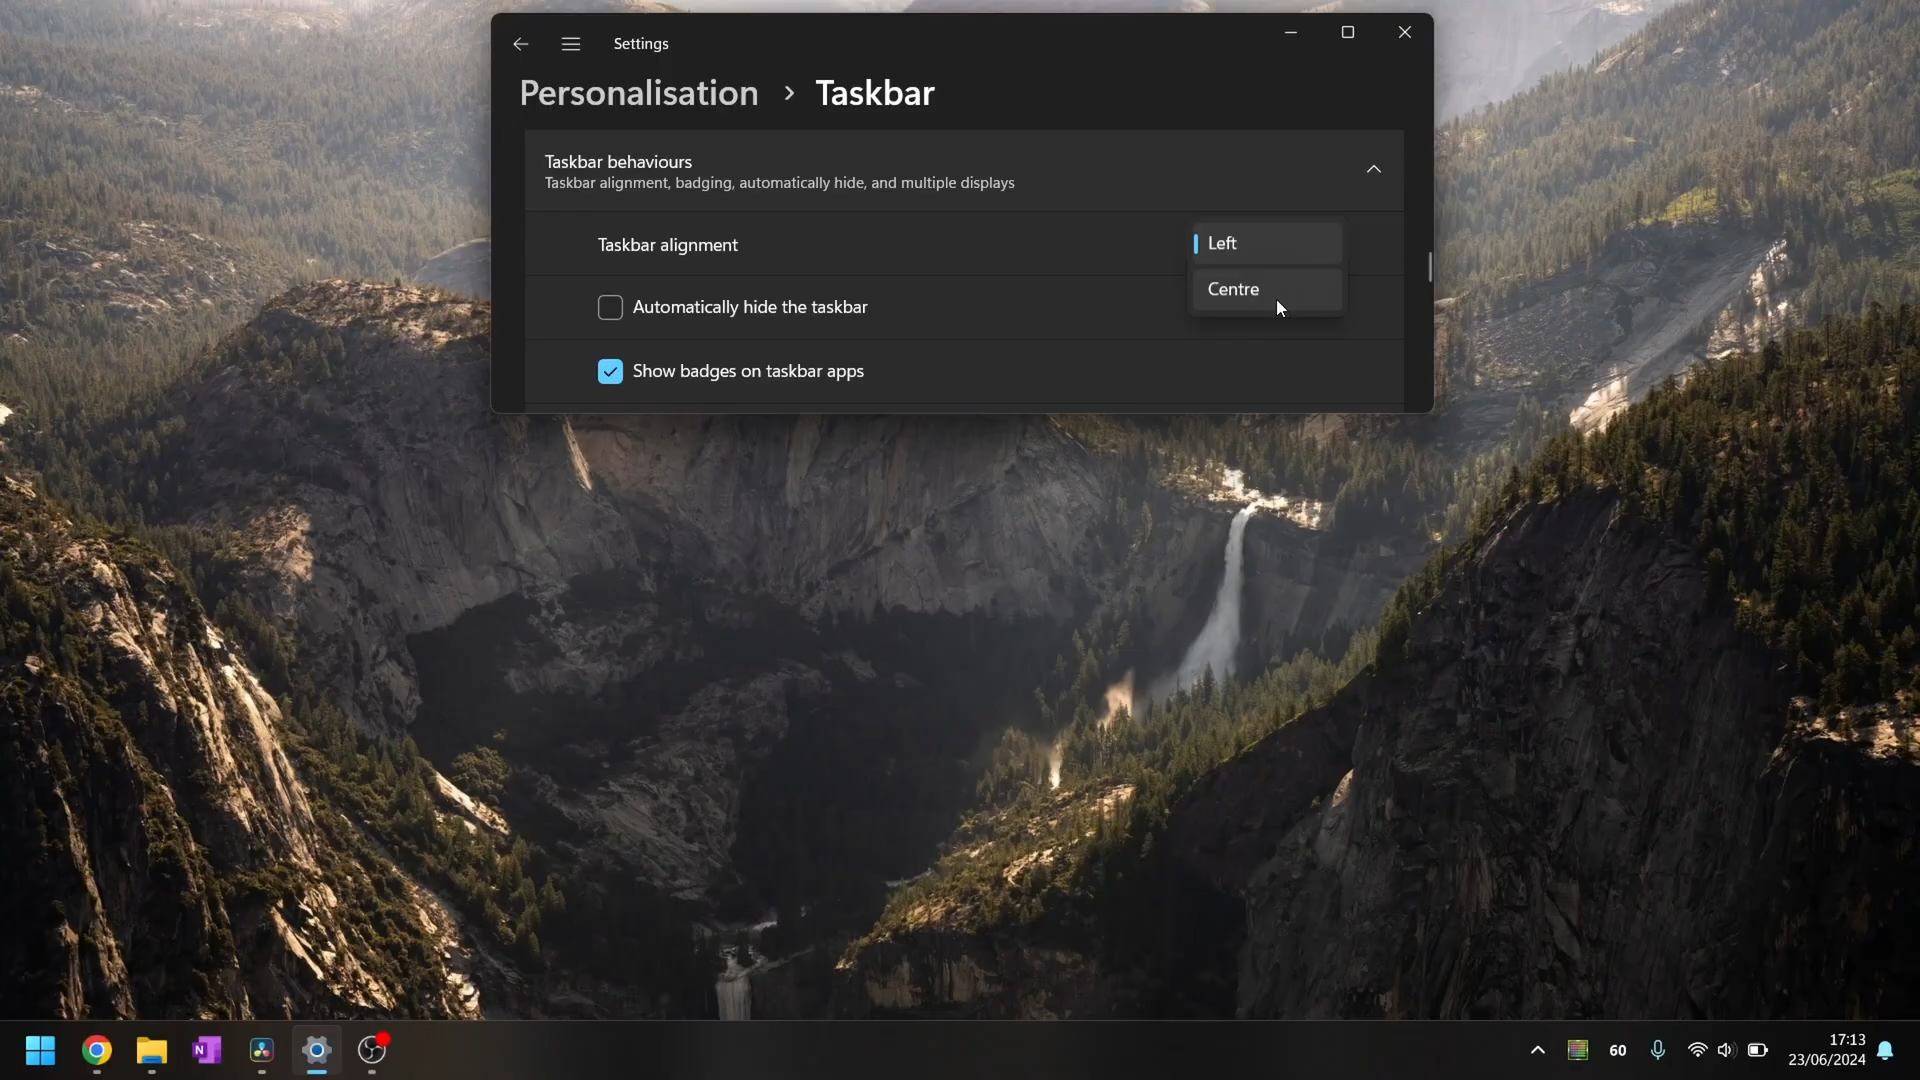 Settings
Personalisation > Taskbar
Taskbar behaviours
Taskbar alignment, badging, automatically hide, and multiple displays
Taskbar alignment
Left
Centre
Automatically hide the taskbar
Show badges on taskbar apps
N
60
17:13
23/06/2024